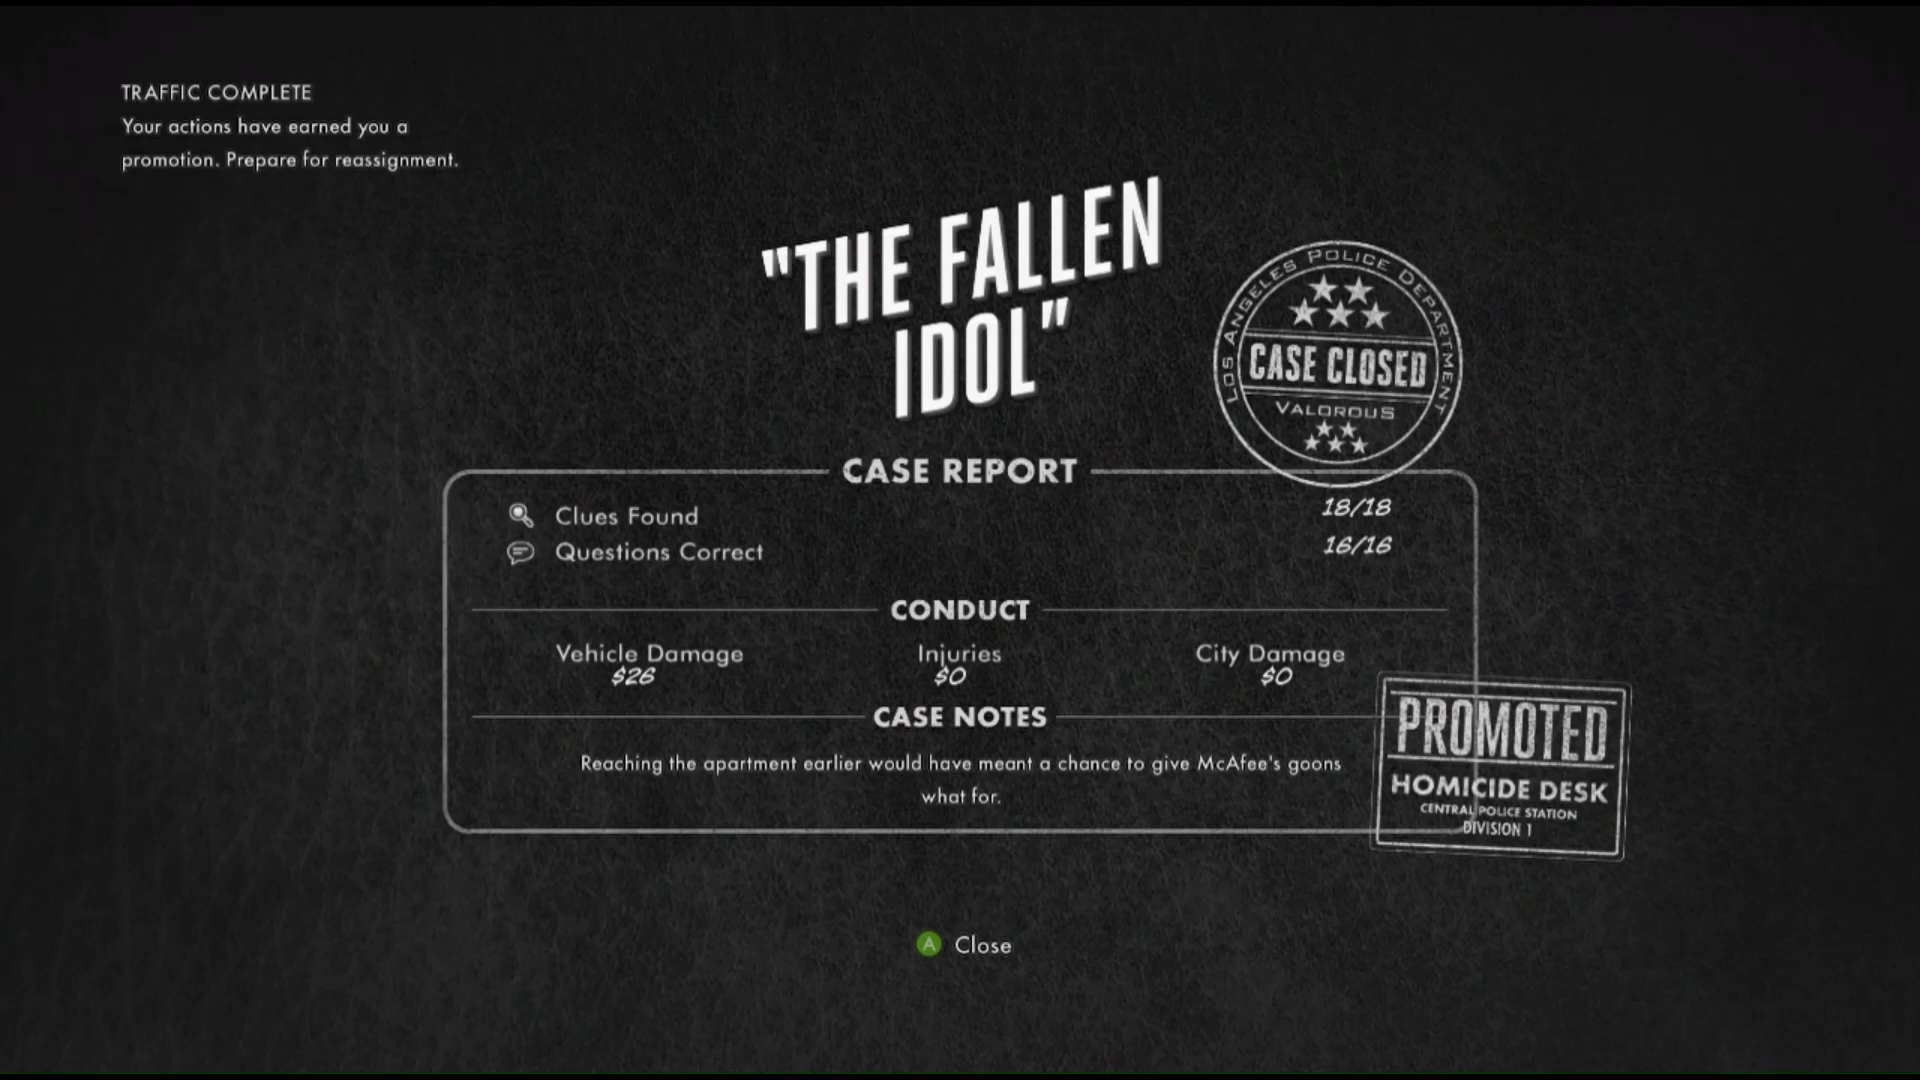 TRAFFIC COMPLETE
Your actions have earned you a
promotion. Prepare for reassignment.
"THE FALLEN
IDOL"
LOS ANGELES POLICE DEPARTMENT
CASE CLOSED
VALOROUS
CASE REPORT
Clues Found 18/18
Questions Correct 16/16
CONDUCT
Vehicle Damage Injuries City Damage
$26 $0 $0
CASE NOTES
Reaching the apartment earlier would have meant a chance to give McAfee's goons
what for.
PROMOTED
HOMICIDE DESK
CENTRAL POLICE STATION
DIVISION 1
A Close